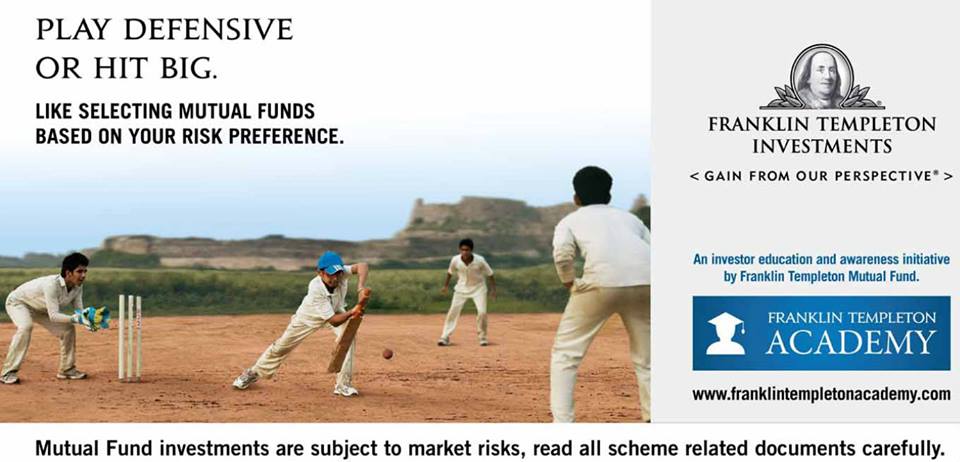 PLAY DEFENSIVE
OR HIT BIG.
LIKE SELECTING MUTUAL FUNDS
BASED ON YOUR RISK PREFERENCE.
FRANKLIN TEMPLETON
INVESTMENTS
< GAIN FROM OUR PERSPECTIVE® >
An investor education and awareness initiative
by Franklin Templeton Mutual Fund.
FRANKLIN TEMPLETON
ACADEMY
www.franklintempletonacademy.com
Mutual Fund investments are subject to market risks, read all scheme related documents carefully.